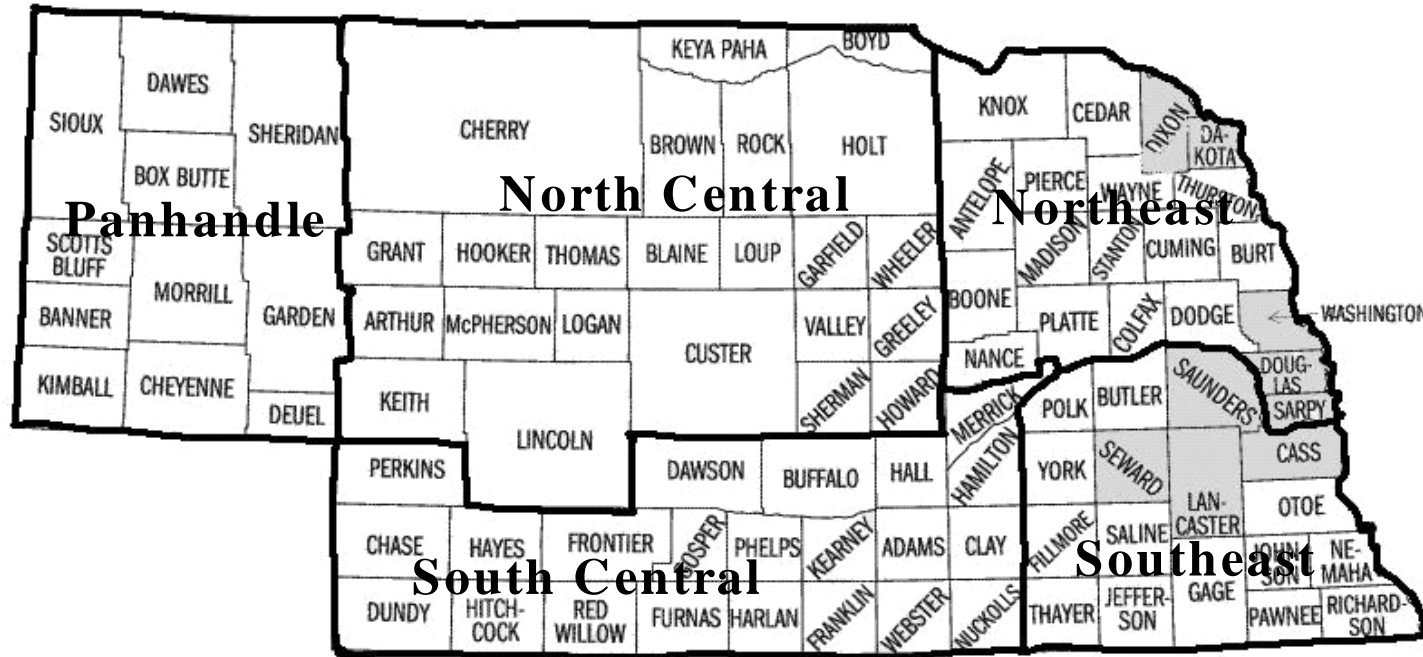 KEYA PAHA
BOYD
DAWES
SIOUX
SHERIDAN
CHERRY
BROWN
ROCK
HOLT
KNOX
CEDAR
DIXON
DA-
KOTA
BOX BUTTE
North Central
ANTELOPE
PIERCE
WAYNE
THURSTON
Panhandle
Northeast
SCOTTS
BLUFF
GRANT
HOOKER
THOMAS
BLAINE
LOUP
GARFIELD
WHEELER
MADISON
STANTON
CUMING
BURT
MORRILL
GARDEN
BANNER
ARTHUR
McPHERSON
LOGAN
CUSTER
VALLEY
GREELEY
BOONE
PLATTE
COLFAX
DODGE
WASHINGTON
NANCE
KIMBALL
CHEYENNE
DEUEL
KEITH
LINCOLN
SHERMAN
HOWARD
MERRICK
POLK
BUTLER
SAUNDERS
DOUG-
LAS
SARPY
PERKINS
DAWSON
BUFFALO
HALL
HAMILTON
YORK
SEWARD
LAN-
CASTER
CASS
OTOE
CHASE
HAYES
FRONTIER
GOSPER
PHELPS
KEARNEY
ADAMS
CLAY
FILLMORE
SALINE
South Central
Southeast
JOHN-
SON
NE-
MAHA
DUNDY
HITCH-
COCK
RED
WILLOW
FURNAS
HARLAN
FRANKLIN
WEBSTER
NUCKOLLS
THAYER
JEFFER-
SON
GAGE
PAWNEE
RICHARD-
SON